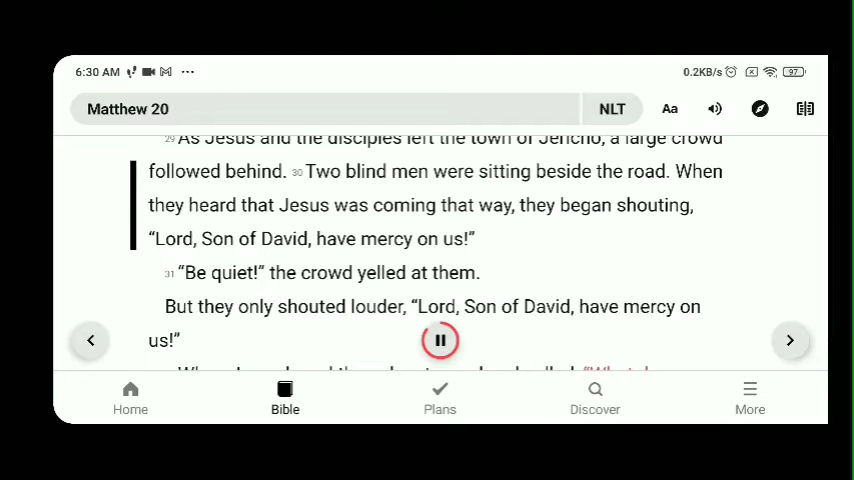 6:30 AM
0.2KB/s
97
Matthew 20
NLT
Aa
29 As Jesus and the disciples left the town of Jericho, a large crowd
followed behind. 30 Two blind men were sitting beside the road. When
they heard that Jesus was coming that way, they began shouting,
“Lord, Son of David, have mercy on us!”
31 “Be quiet!” the crowd yelled at them.
But they only shouted louder, “Lord, Son of David, have mercy on
us!”
Home
Bible
Plans
Discover
More